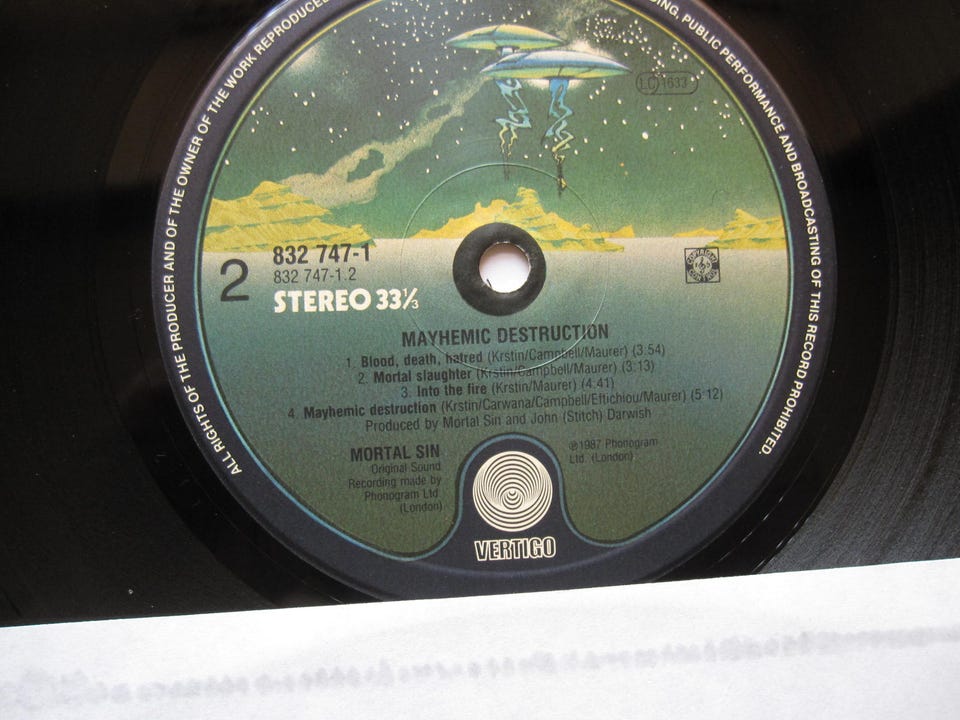 ALL RIGHTS OF THE PRODUCER AND OF THE OWNER OF THE WORK REPRODUCED
PUBLIC PERFORMANCE AND BROADCASTING OF THIS RECORD PROHIBITED.
LC 1633
2
832 747-1
832 747-1.2
STEREO 33⅓
MAYHEMIC DESTRUCTION
1. Blood, death, hatred (Krstin/Campbell/Maurer) (3:54)
2. Mortal slaughter (Krstin/Campbell/Maurer) (3:13)
3. Into the fire (Krstin/Maurer) (4:41)
4. Mayhemic destruction (Krstin/Carwana/Campbell/Eftichiou/Maurer) (5:12)
Produced by Mortal Sin and John (Stitch) Darwish
MORTAL SIN
Original Sound
Recording made by
Phonogram Ltd
(London)
℗1987 Phonogram
Ltd. (London)
VERTIGO